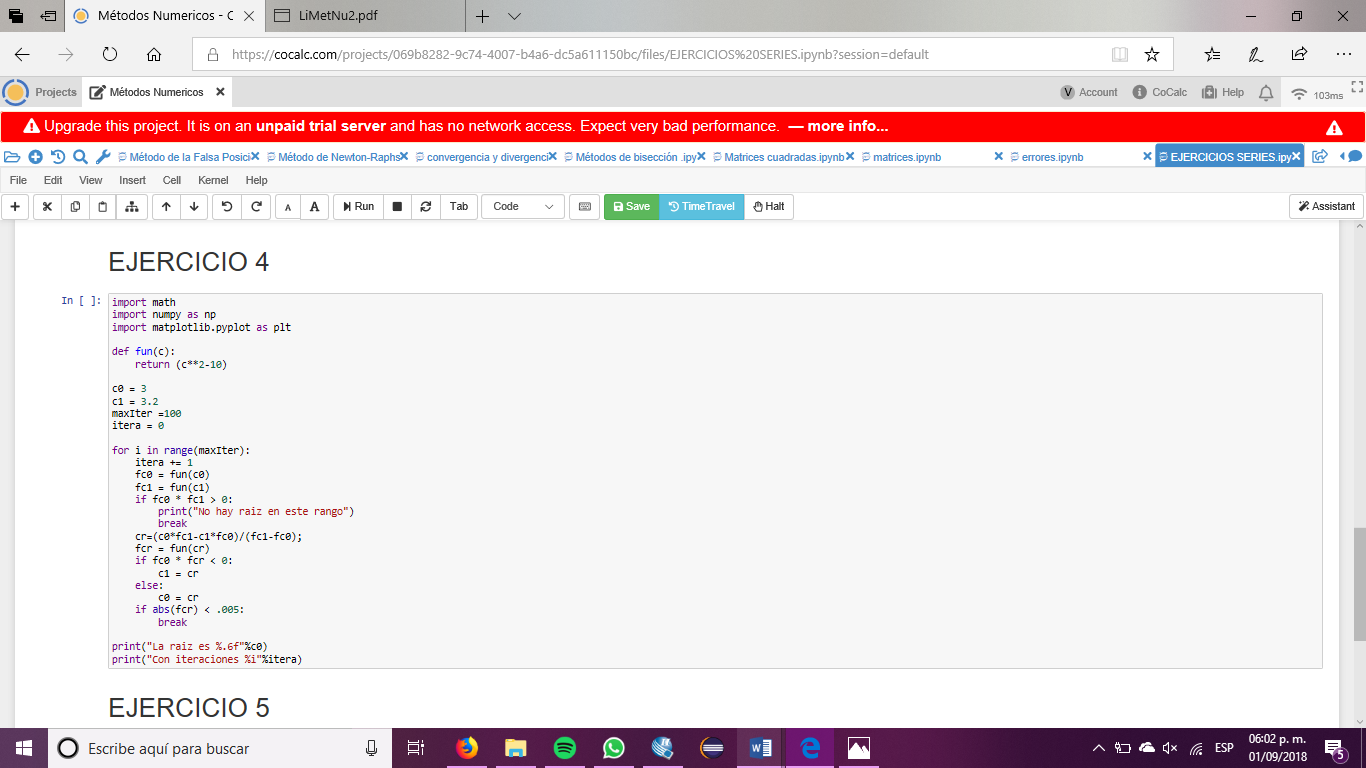 Métodos Numericos - C
LiMetNu2.pdf
https://cocalc.com/projects/069b8282-9c74-4007-b4a6-dc5a611150bc/files/EJERCICIOS%20SERIES.ipynb?session=default
Projects
Métodos Numericos
V Account
CoCalc
Help
103ms
Upgrade this project. It is on an unpaid trial server and has no network access. Expect very bad performance. — more info...
Método de la Falsa Posici
Método de Newton-Raphs
convergencia y divergenci
Métodos de bisección .ipy
Matrices cuadradas.ipynb
matrices.ipynb
errores.ipynb
EJERCICIOS SERIES.ipy
File Edit View Insert Cell Kernel Help
A A Run Tab Code Save TimeTravel Halt Assistant
EJERCICIO 4
In [ ]:
import math
import numpy as np
import matplotlib.pyplot as plt
def fun(c):
return (c**2-10)
c0 = 3
c1 = 3.2
maxIter =100
itera = 0
for i in range(maxIter):
itera += 1
fc0 = fun(c0)
fc1 = fun(c1)
if fc0 * fc1 > 0:
print("No hay raiz en este rango")
break
cr=(c0*fc1-c1*fc0)/(fc1-fc0);
fcr = fun(cr)
if fc0 * fcr < 0:
c1 = cr
else:
c0 = cr
if abs(fcr) < .005:
break
print("La raiz es %.6f"%c0)
print("Con iteraciones %i"%itera)
EJERCICIO 5
Escribe aquí para buscar
ESP
06:02 p. m.
01/09/2018
5